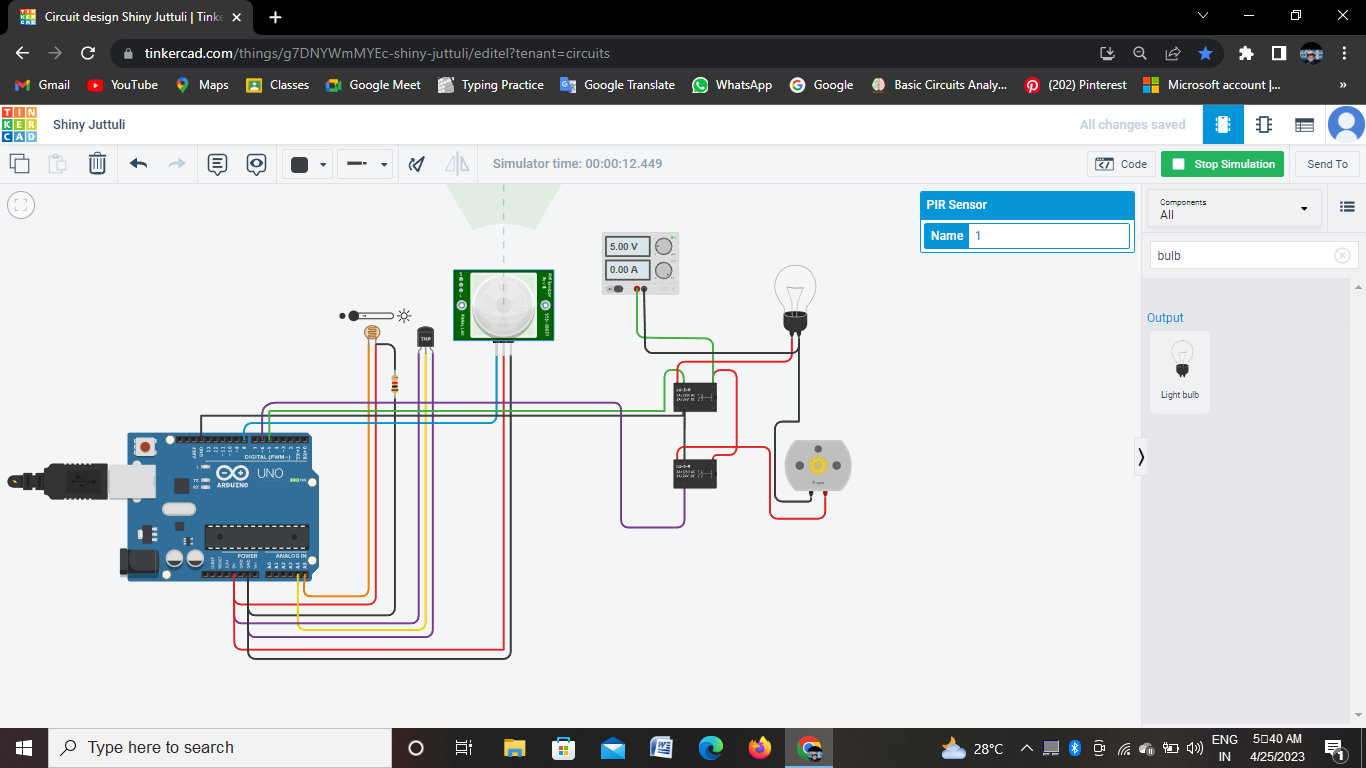 Circuit design Shiny Juttuli | Tinke
tinkercad.com/things/g7DNYWmMYEc-shiny-juttuli/editel?tenant=circuits
Gmail YouTube Maps Classes Google Meet Typing Practice Google Translate WhatsApp Google Basic Circuits Analy... (202) Pinterest Microsoft account |... »
TIN
KER
CAD
Shiny Juttuli
All changes saved
Simulator time: 00:00:12.449
Code
Stop Simulation
Send To
PIR Sensor
Name 1
Components
All
bulb
Output
Light bulb
5.00 V
0.00 A
TMP
DIGITAL (PWM~)
UNO
ARDUINO
POWER
ANALOG IN
Type here to search
28°C
ENG
IN
5:40 AM
4/25/2023
1